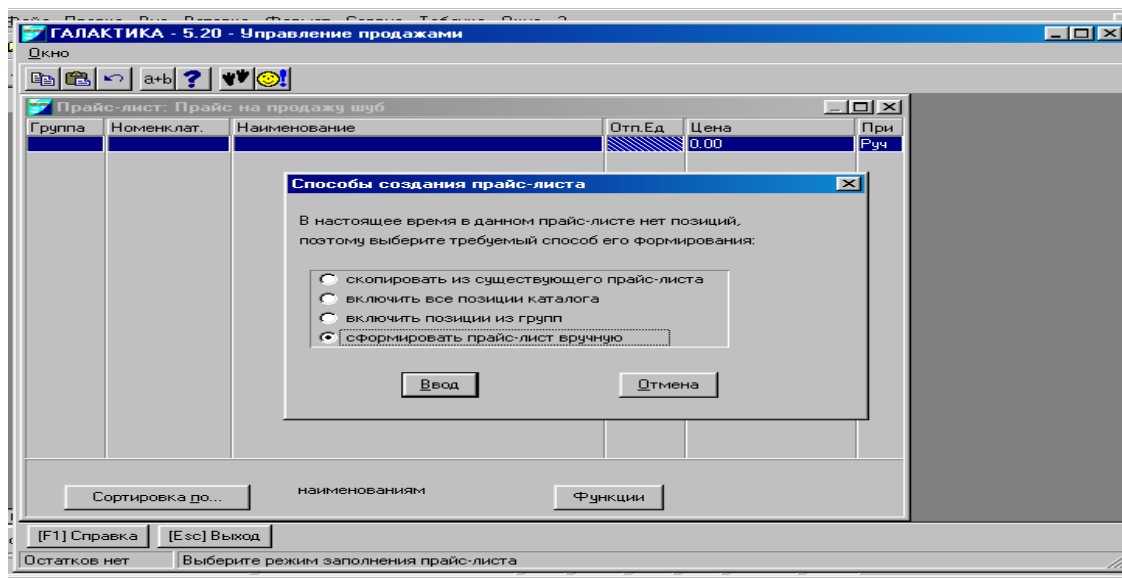 ГАЛАКТИКА - 5.20 - Управление продажами
Окно
a+b ? !
Прайс-лист: Прайс на продажу шуб
Группа Номенклат. Наименование Отп.Ед Цена При
0.00 Руч
Способы создания прайс-листа
В настоящее время в данном прайс-листе нет позиций,
поэтому выберите требуемый способ его формирования:
скопировать из существующего прайс-листа
включить все позиции каталога
включить позиции из групп
сформировать прайс-лист вручную
Ввод Отмена
Сортировка по... наименованиям Функции
[F1] Справка [Esc] Выход
Остатков нет Выберите режим заполнения прайс-листа